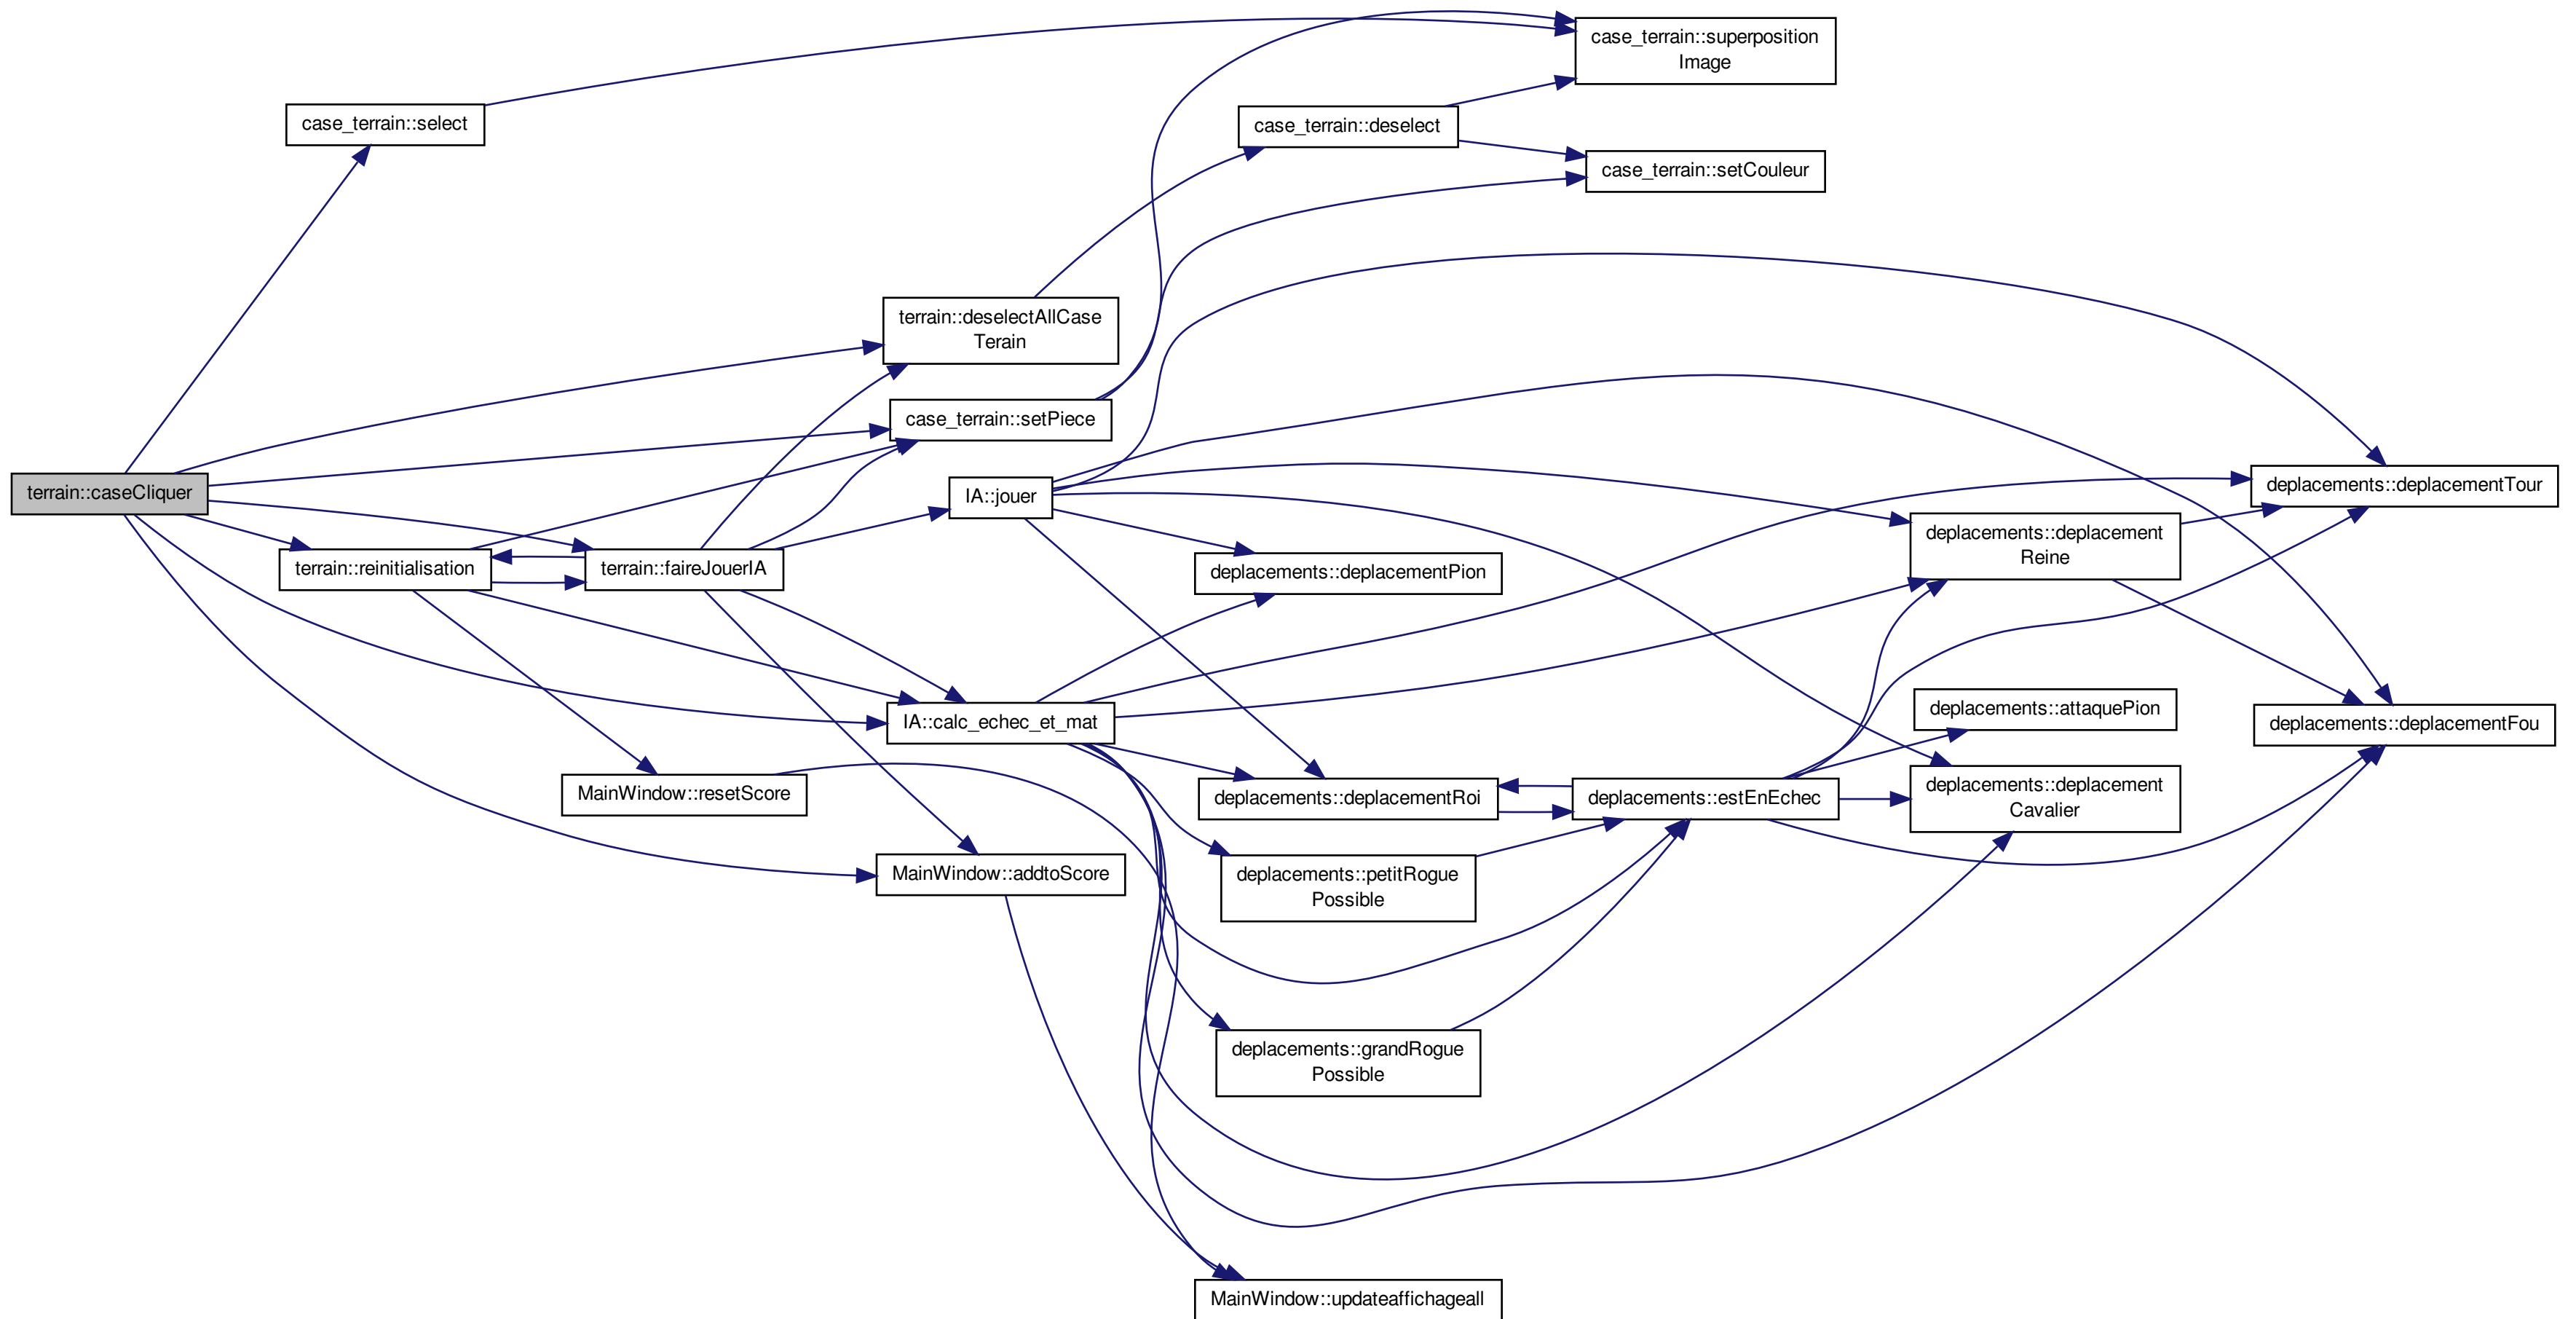 case_terrain::superposition
Image
case_terrain::select
case_terrain::deselect
case_terrain::setCouleur
terrain::deselectAllCase
Terain
case_terrain::setPiece
terrain::caseCliquer
IA::jouer
deplacements::deplacementTour
deplacements::deplacement
Reine
terrain::reinitialisation
terrain::faireJouerIA
deplacements::deplacementPion
IA::calc_echec_et_mat
deplacements::attaquePion
deplacements::deplacementFou
MainWindow::resetScore
deplacements::deplacementRoi
deplacements::estEnEchec
deplacements::deplacement
Cavalier
MainWindow::addtoScore
deplacements::petitRogue
Possible
deplacements::grandRogue
Possible
MainWindow::updateaffichageall